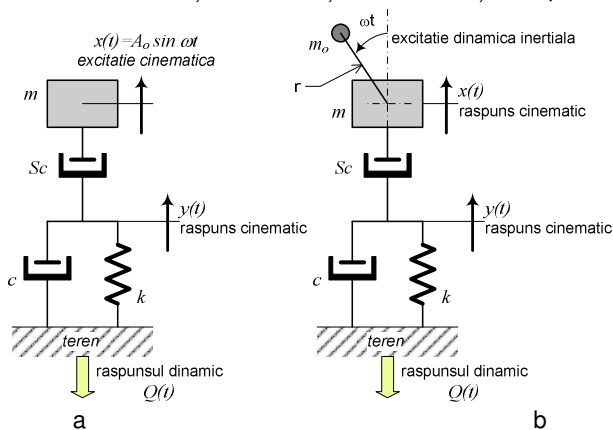 x(t)=Aₒ sin ωt
excitatie cinematica
m
Sc
y(t)
raspuns cinematic
c
k
teren
raspunsul dinamic
Q(t)
a
ωt
mₒ
excitatie dinamica inertiala
r
m
x(t)
raspuns cinematic
Sc
y(t)
raspuns cinematic
c
k
teren
raspunsul dinamic
Q(t)
b